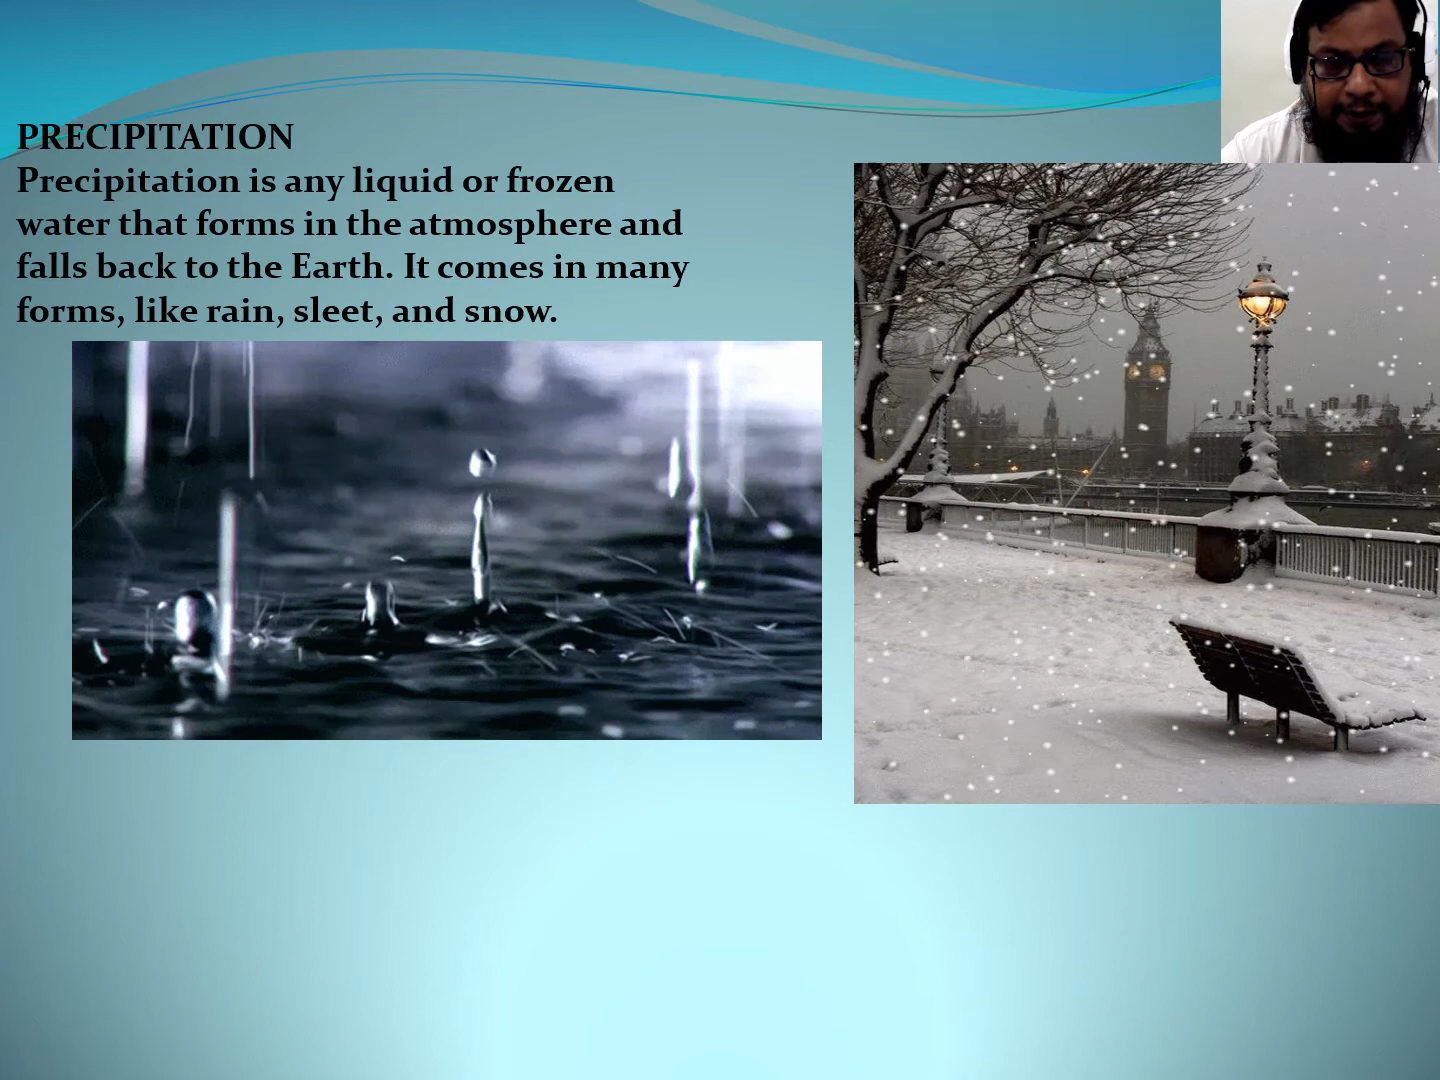 PRECIPITATION
Precipitation is any liquid or frozen
water that forms in the atmosphere and
falls back to the Earth. It comes in many
forms, like rain, sleet, and snow.